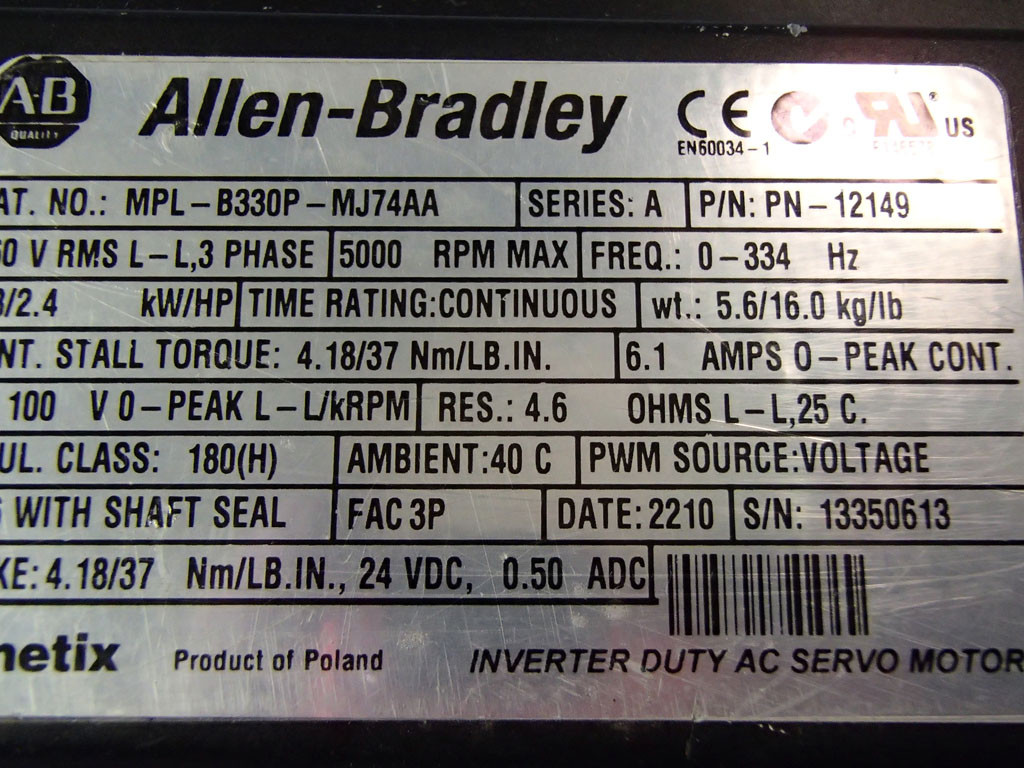 AB Allen-Bradley CE US
QUALITY EN60034-1
AT. NO.: MPL-B330P-MJ74AA SERIES: A P/N: PN-12149
0 V RMS L-L,3 PHASE 5000 RPM MAX FREQ.: 0-334 Hz
/2.4 kW/HP TIME RATING:CONTINUOUS wt.: 5.6/16.0 kg/lb
NT. STALL TORQUE: 4.18/37 Nm/LB.IN. 6.1 AMPS 0-PEAK CONT.
100 V 0-PEAK L-L/kRPM RES.: 4.6 OHMS L-L,25 C.
UL. CLASS: 180(H) AMBIENT:40 C PWM SOURCE:VOLTAGE
WITH SHAFT SEAL FAC 3P DATE: 2210 S/N: 13350613
KE: 4.18/37 Nm/LB.IN., 24 VDC, 0.50 ADC
netix Product of Poland INVERTER DUTY AC SERVO MOTOR